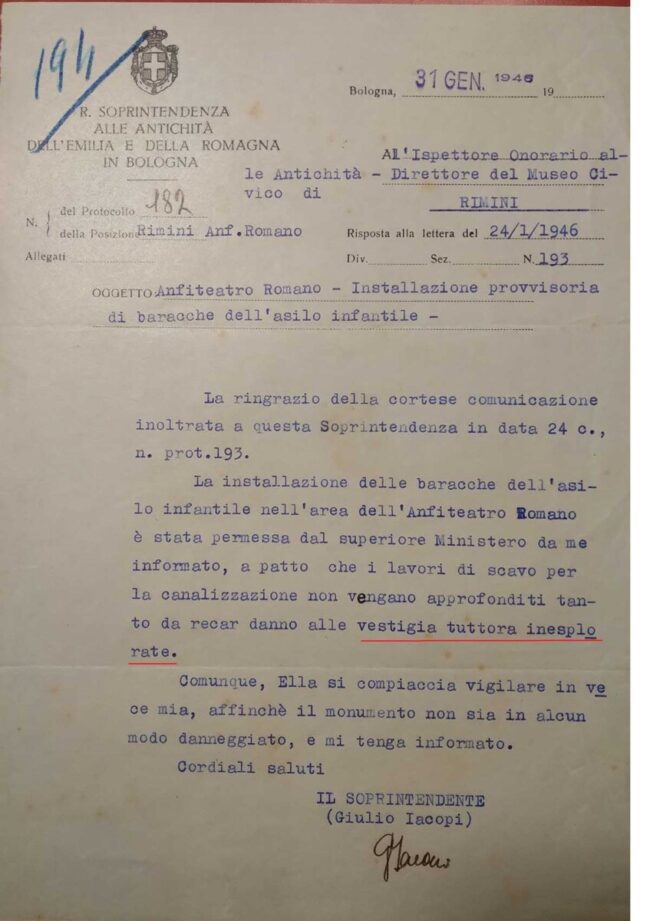 194
R. SOPRINTENDENZA
ALLE ANTICHITÀ
DELL'EMILIA E DELLA ROMAGNA
IN BOLOGNA
Bologna, 31 GEN. 1946 19
Al'Ispettore Onorario al-
le Antichità - Direttore del Museo Ci-
vico di
RIMINI
N. del Protocollo 182
della Posizione Rimini Anf.Romano
Allegati
Risposta alla lettera del 24/1/1946
Div. Sez. N. 193
OGGETTO: Anfiteatro Romano - Installazione provvisoria
di baracche dell'asilo infantile -
La ringrazio della cortese comunicazione
inoltrata a questa Soprintendenza in data 24 c.,
n. prot.193.
La installazione delle baracche dell'asi-
lo infantile nell'area dell'Anfiteatro Romano
è stata permessa dal superiore Ministero da me
informato, a patto che i lavori di scavo per
la canalizzazione non vengano approfonditi tan-
to da recar danno alle vestigia tuttora inesplo
rate.
Comunque, Ella si compiaccia vigilare in ve
ce mia, affinchè il monumento non sia in alcun
modo danneggiato, e mi tenga informato.
Cordiali saluti
IL SOPRINTENDENTE
(Giulio Iacopi)